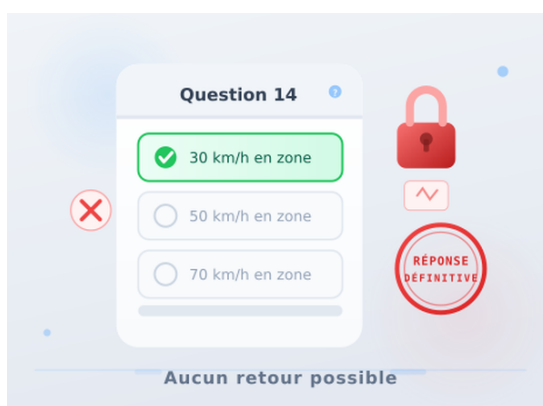 Question 14
?
30 km/h en zone
50 km/h en zone
70 km/h en zone
RÉPONSE
DÉFINITIVE
Aucun retour possible